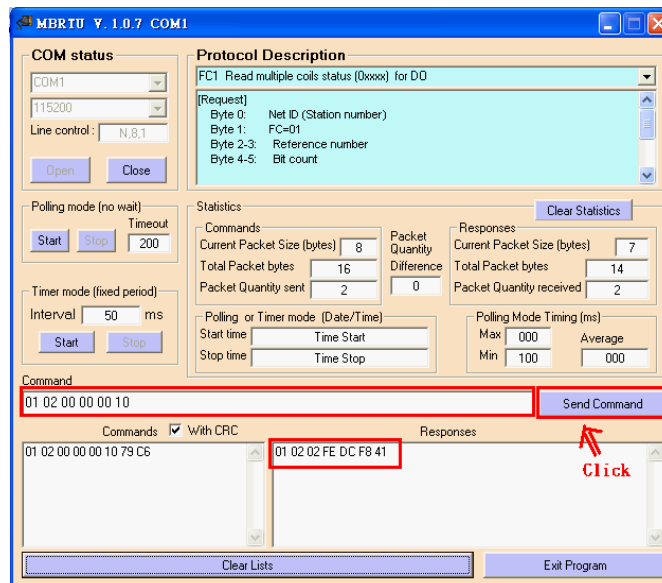 MBRTU V. 1.0.7 COM1
COM status
COM1
115200
Line control : N,8,1
Open Close
Protocol Description
FC1 Read multiple coils status (0xxxx) for DO
[Request]
Byte 0: Net ID (Station number)
Byte 1: FC=01
Byte 2-3: Reference number
Byte 4-5: Bit count
Polling mode (no wait)
Timeout
Start Stop 200
Timer mode (fixed period)
Interval 50 ms
Start Stop
Statistics
Clear Statistics
Commands
Current Packet Size (bytes) 8
Total Packet bytes 16
Packet Quantity sent 2
Packet
Quantity
Difference
0
Responses
Current Packet Size (bytes) 7
Total Packet bytes 14
Packet Quantity received 2
Polling or Timer mode (Date/Time)
Start time Time Start
Stop time Time Stop
Polling Mode Timing (ms)
Max 000 Average
Min 100 000
Command
01 02 00 00 00 10
Send Command
Click
Commands With CRC
01 02 00 00 00 10 79 C6
Responses
01 02 02 FE DC F8 41
Clear Lists
Exit Program